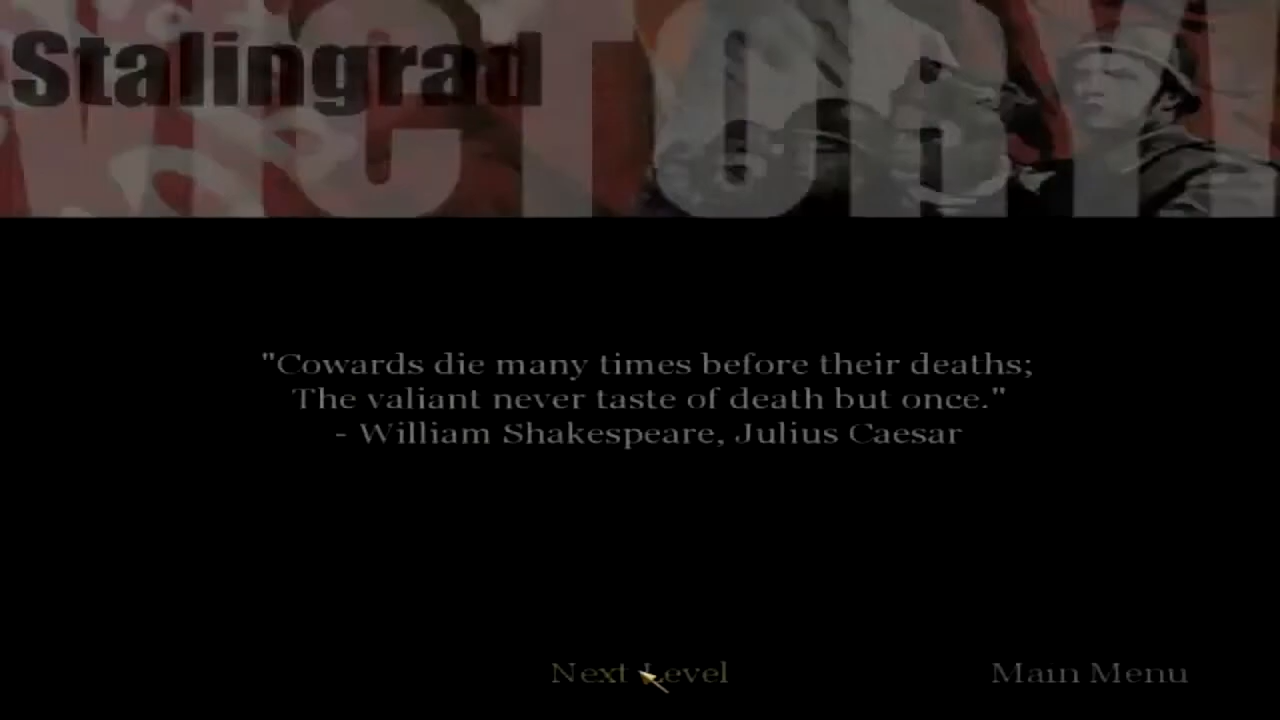 Stalingrad
VICTORY!
"Cowards die many times before their deaths;
The valiant never taste of death but once."
- William Shakespeare, Julius Caesar
Next Level
Main Menu